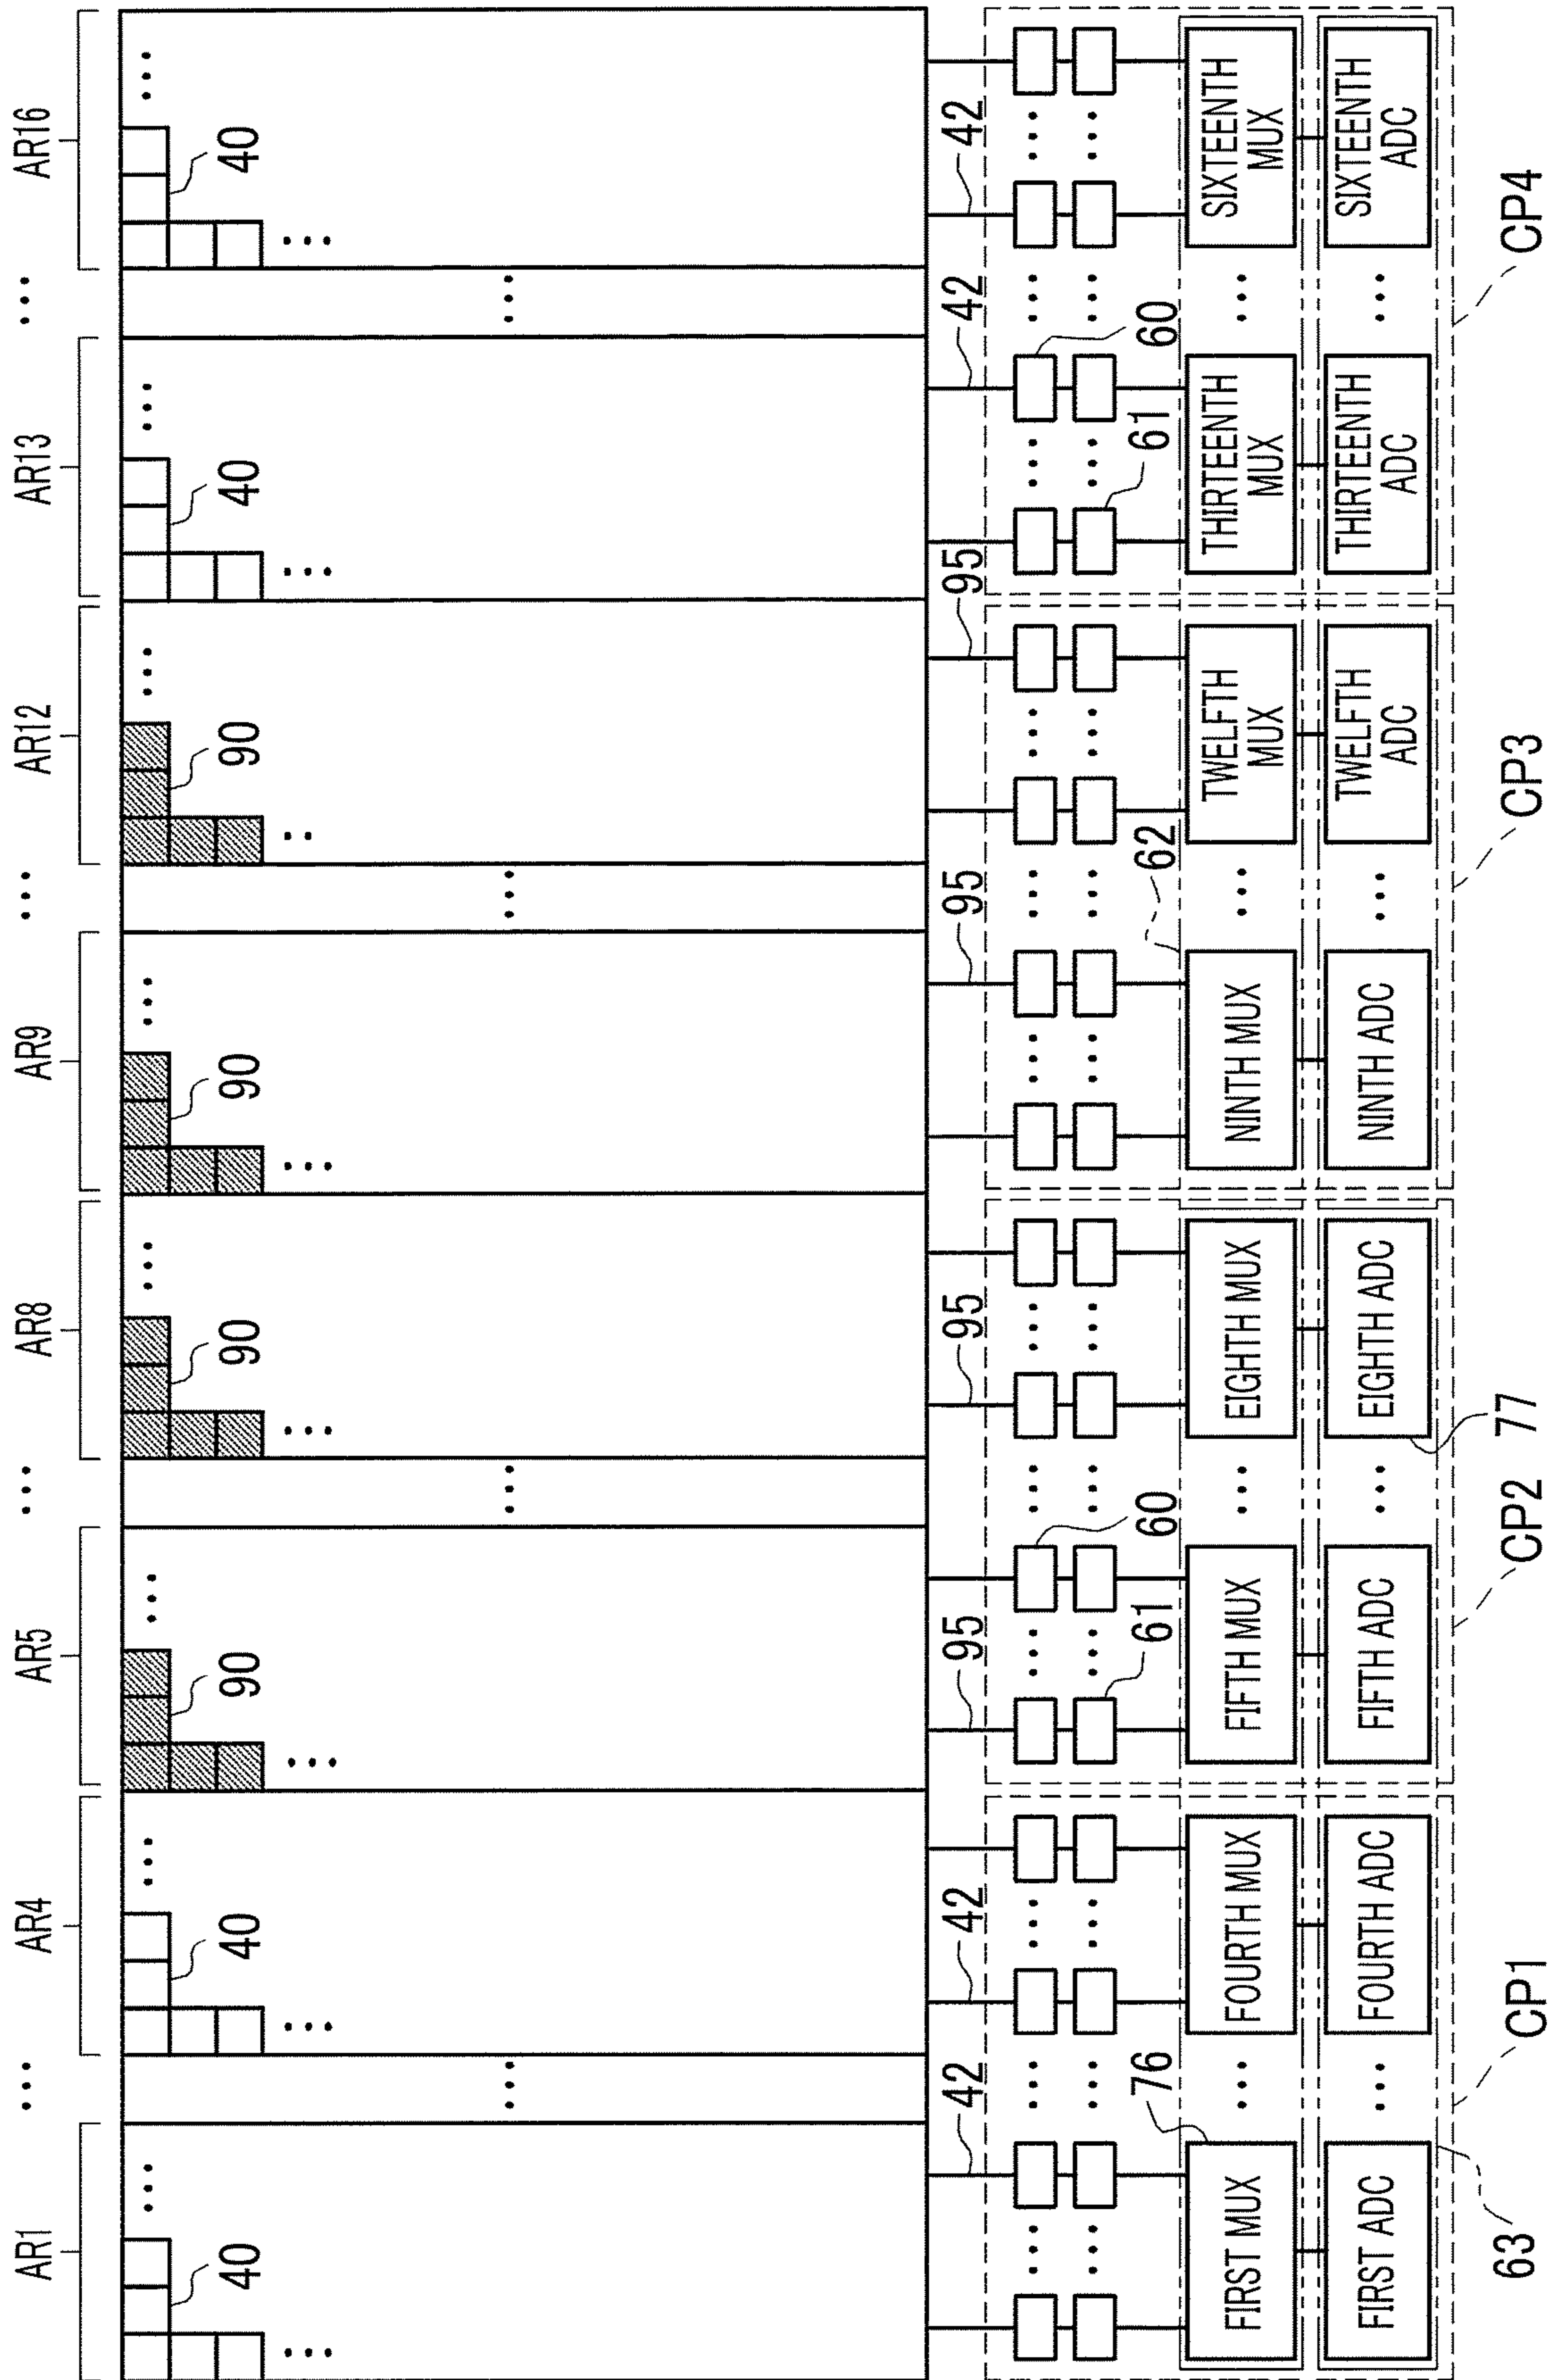 AR1 ... AR4 AR5 ... AR8 AR9 ... AR12 AR13 ... AR16
40 40 90 90 90 90 40 40
42 42 95 95 95 95 42 42
60 60
61 61
76 62
FIRST MUX ... FOURTH MUX FIFTH MUX ... EIGHTH MUX NINTH MUX ... TWELFTH MUX THIRTEENTH MUX ... SIXTEENTH MUX
FIRST ADC ... FOURTH ADC FIFTH ADC ... EIGHTH ADC NINTH ADC ... TWELFTH ADC THIRTEENTH ADC ... SIXTEENTH ADC
63 77
CP1 CP2 CP3 CP4